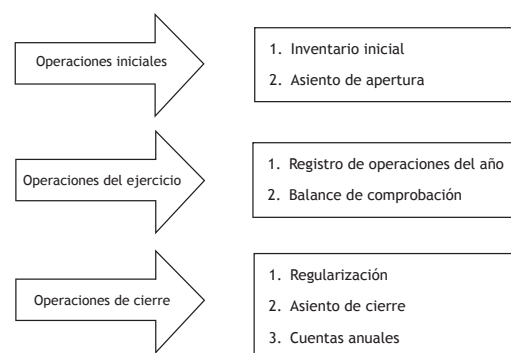 Operaciones iniciales
1. Inventario inicial
2. Asiento de apertura
Operaciones del ejercicio
1. Registro de operaciones del año
2. Balance de comprobación
Operaciones de cierre
1. Regularización
2. Asiento de cierre
3. Cuentas anuales